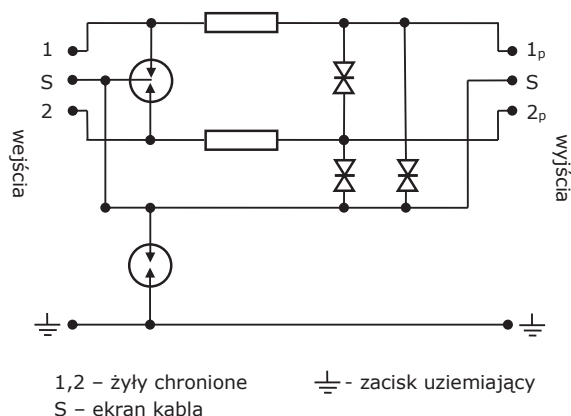 1
S
2
wejścia
1p
S
2p
wyjścia
1,2 – żyły chronione
S – ekran kabla
- zacisk uziemiający